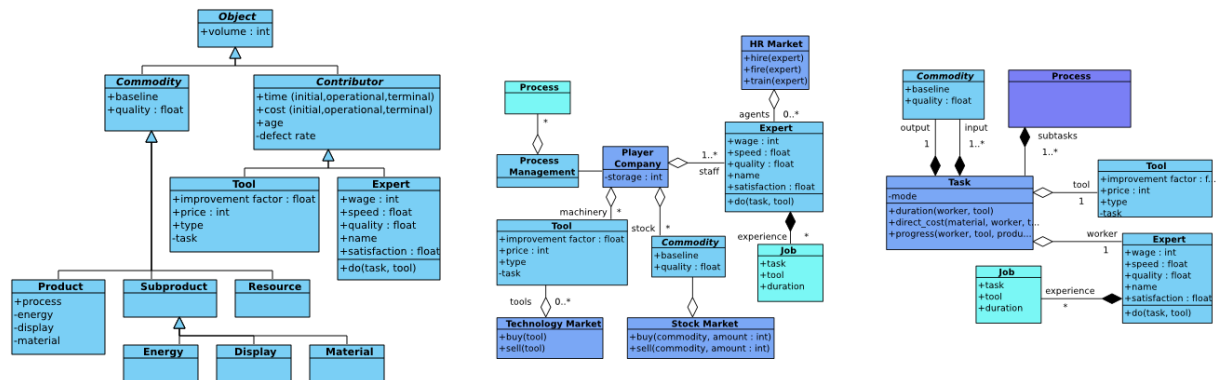 Object
+volume : int
Commodity
+baseline
+quality : float
Contributor
+time (initial,operational,terminal)
+cost (initial,operational,terminal)
+age
-defect rate
Tool
+improvement factor : float
+price : int
+type
-task
Expert
+wage : int
+speed : float
+quality : float
+name
+satisfaction : float
+do(task, tool)
Product
+process
-energy
-display
-material
Subproduct
Resource
Energy
Display
Material
HR Market
+hire(expert)
+fire(expert)
+train(expert)
agents
0..*
Process
*
Process
Management
Player
Company
-storage : int
1..*
staff
Expert
+wage : int
+speed : float
+quality : float
+name
+satisfaction : float
+do(task, tool)
machinery
*
stock
*
Tool
+improvement factor : float
+price : int
+type
-task
Commodity
+baseline
+quality : float
experience
*
Job
+task
+tool
+duration
tools
0..*
Technology Market
+buy(tool)
+sell(tool)
Stock Market
+buy(commodity, amount : int)
+sell(commodity, amount : int)
Commodity
+baseline
+quality : float
Process
output
1
input
1..*
subtasks
1..*
Task
-mode
+duration(worker, tool)
+direct_cost(material, worker, t...
+progress(worker, tool, produ...
tool
1
Tool
+improvement factor : f...
+price : int
+type
-task
worker
1
Expert
+wage : int
+speed : float
+quality : float
+name
+satisfaction : float
+do(task, tool)
experience
*
Job
+task
+tool
+duration